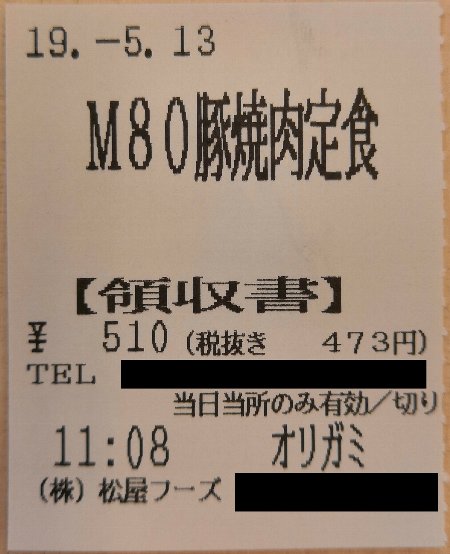 19.-5.13
M80豚焼肉定食
【領収書】
¥ 510 (税抜き 473円)
TEL
当日当所のみ有効/切り
11:08 オリガミ
(株)松屋フーズ